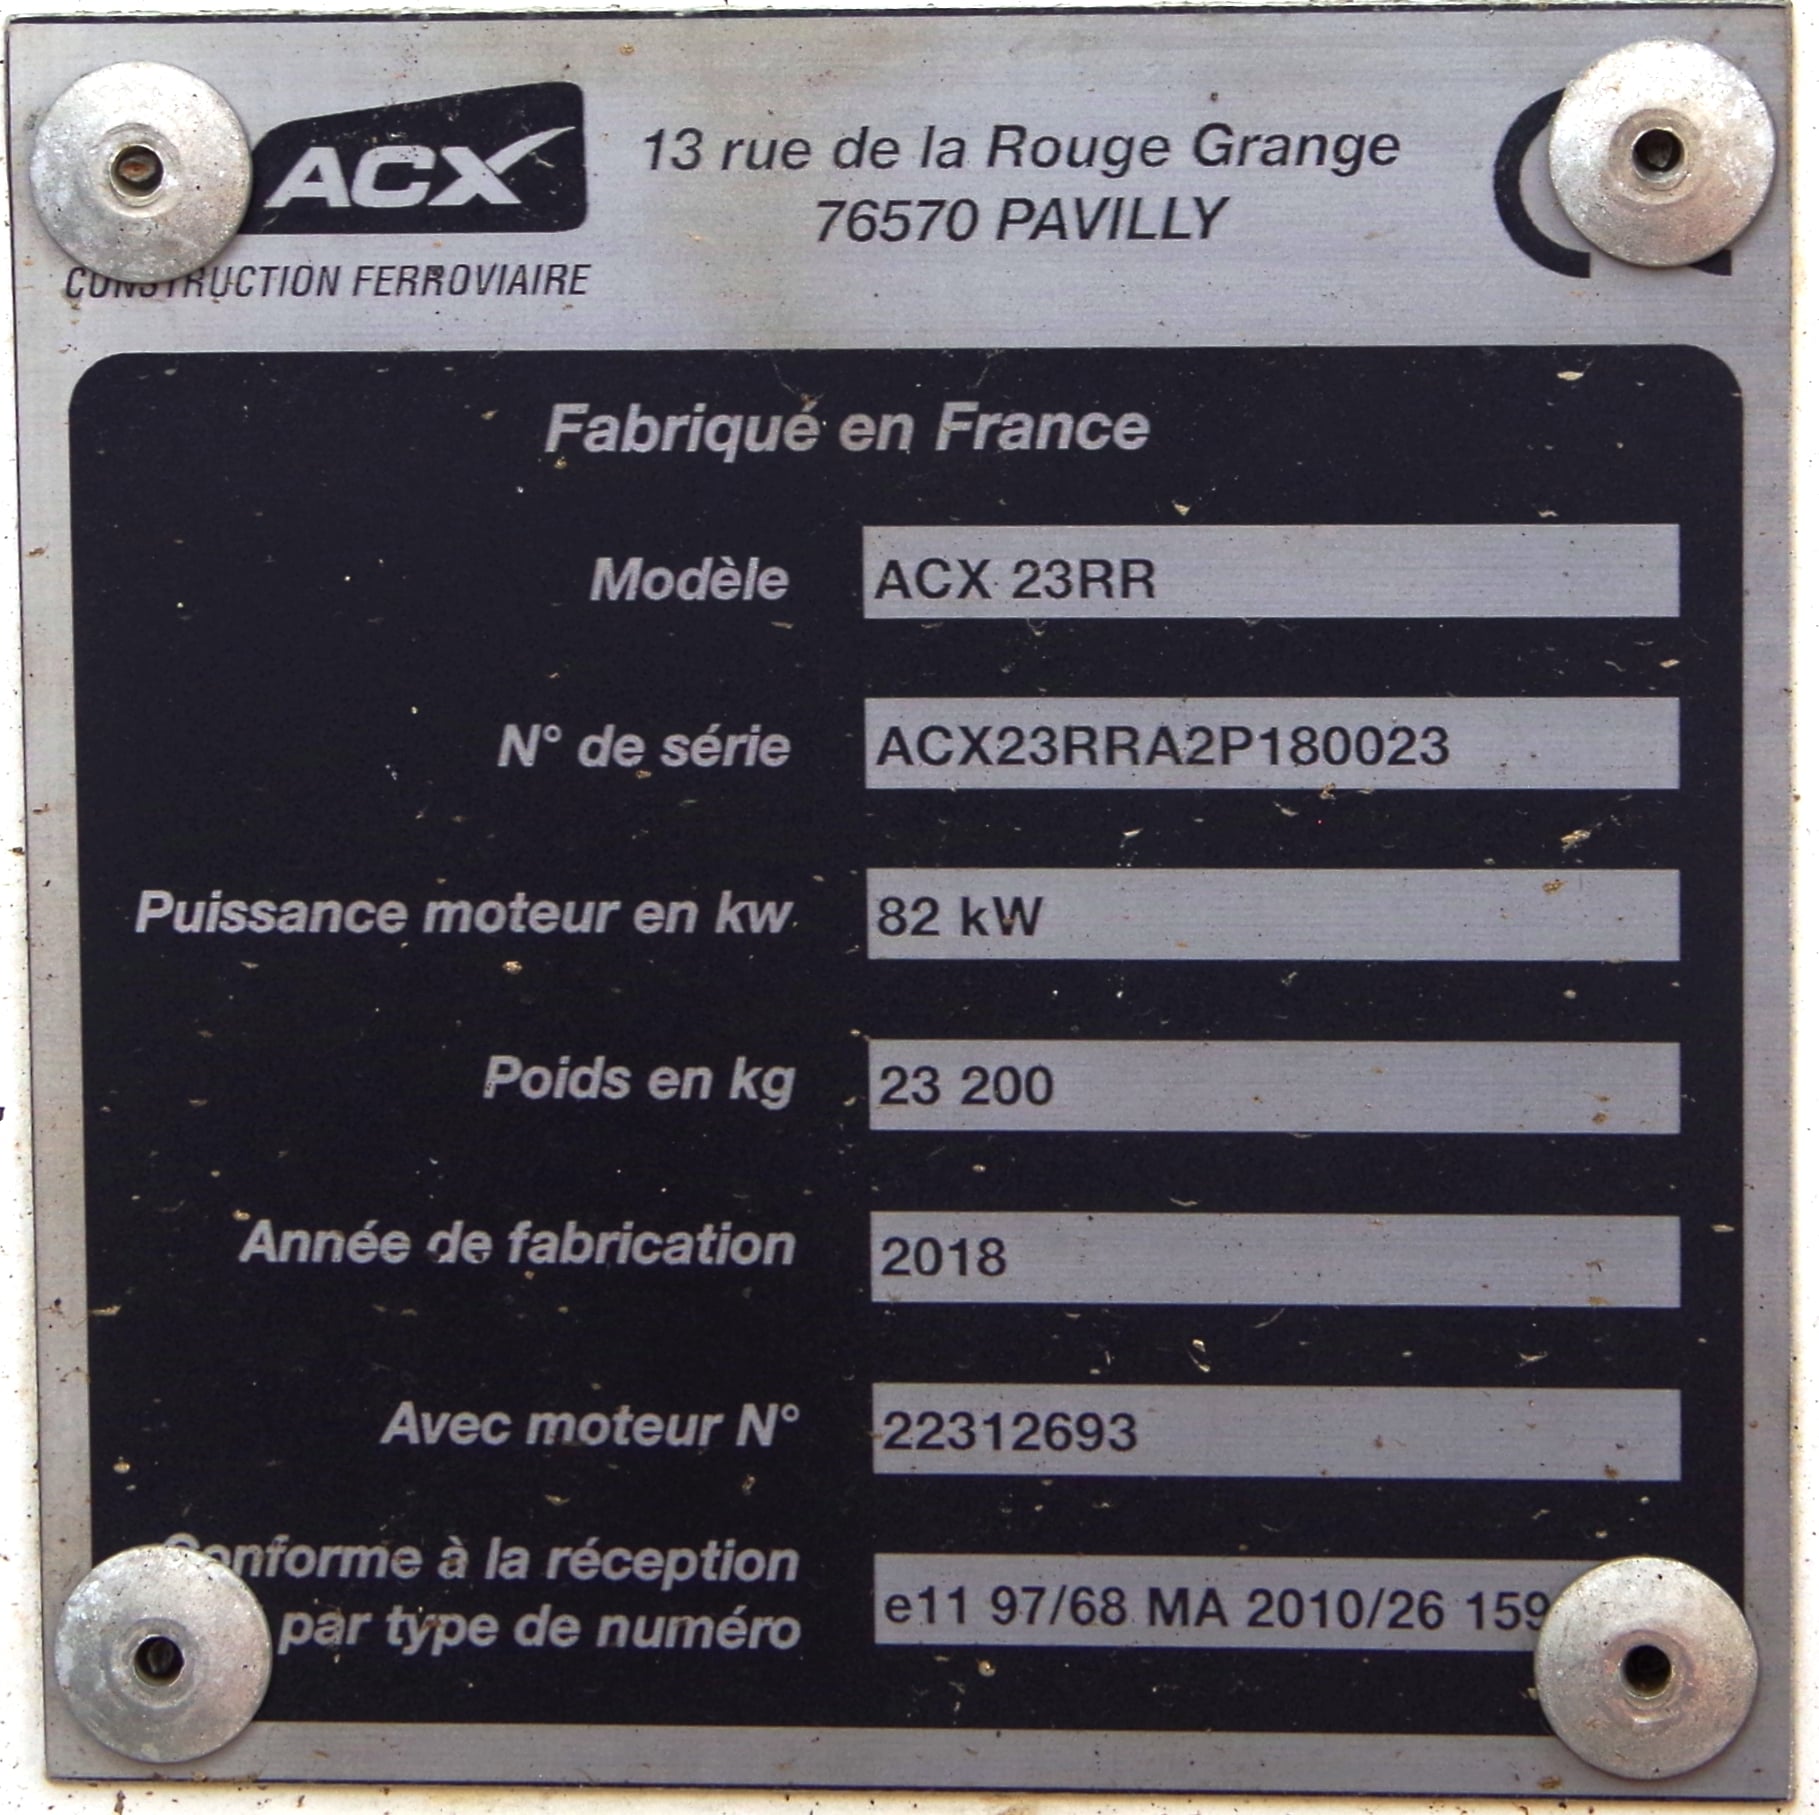 ACX
13 rue de la Rouge Grange
76570 PAVILLY
CONSTRUCTION FERROVIAIRE
Fabriqué en France
Modèle ACX 23RR
N° de série ACX23RRA2P180023
Puissance moteur en kw 82 kW
Poids en kg 23 200
Année de fabrication 2018
Avec moteur N° 22312693
Conforme à la réception
par type de numéro e11 97/68 MA 2010/26 159